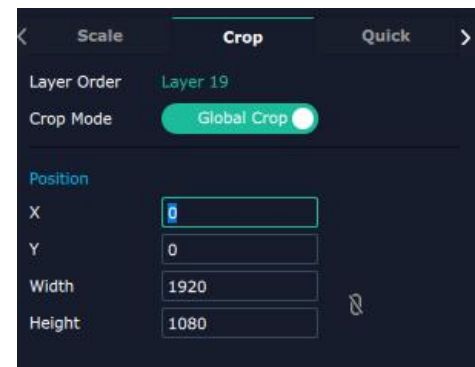 Scale Crop Quick
Layer Order Layer 19
Crop Mode Global Crop
Position
X 0
Y 0
Width 1920
Height 1080